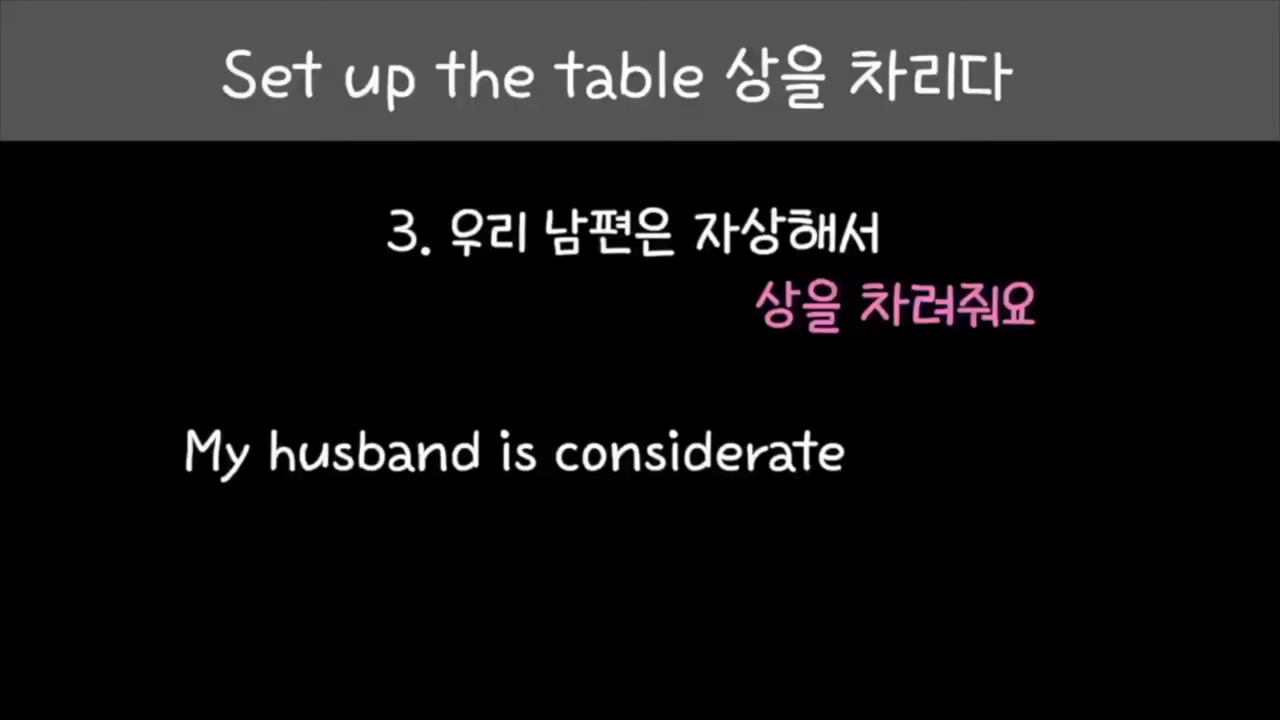 Set up the table 상을 차리다
3. 우리 남편은 자상해서
상을 차려줘요
My husband is considerate